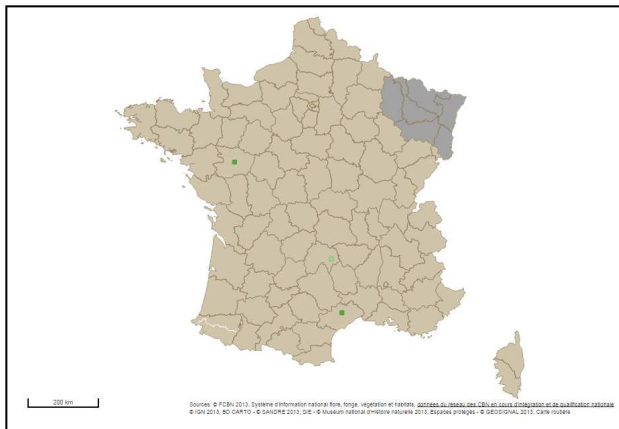 200 km
Sources: © FCBN 2013, Système d'information national flore, fonge, végétation et habitats, données du réseau des CBN en cours d'intégration et de qualification nationale
© IGN 2013, BD CARTO - © SANDRE 2013, SIE - © Muséum national d'Histoire naturelle 2013, Espaces protégés - © GEOSIGNAL 2013, Carte routière